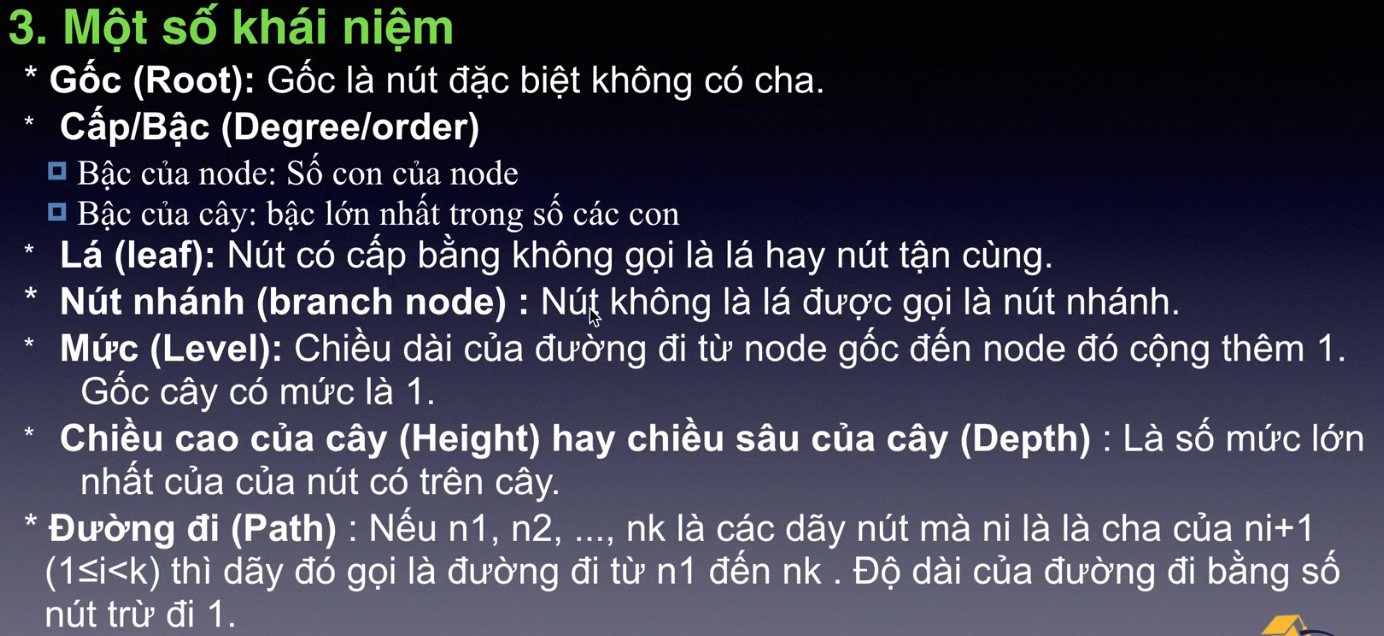 3. Một số khái niệm
* Gốc (Root): Gốc là nút đặc biệt không có cha.
* Cấp/Bậc (Degree/order)
Bậc của node: Số con của node
Bậc của cây: bậc lớn nhất trong số các con
* Lá (leaf): Nút có cấp bằng không gọi là lá hay nút tận cùng.
* Nút nhánh (branch node) : Nút không là lá được gọi là nút nhánh.
* Mức (Level): Chiều dài của đường đi từ node gốc đến node đó cộng thêm 1.
Gốc cây có mức là 1.
* Chiều cao của cây (Height) hay chiều sâu của cây (Depth) : Là số mức lớn
nhất của của nút có trên cây.
* Đường đi (Path) : Nếu n1, n2, ..., nk là các dãy nút mà ni là là cha của ni+1
(1≤i<k) thì dãy đó gọi là đường đi từ n1 đến nk . Độ dài của đường đi bằng số
nút trừ đi 1.